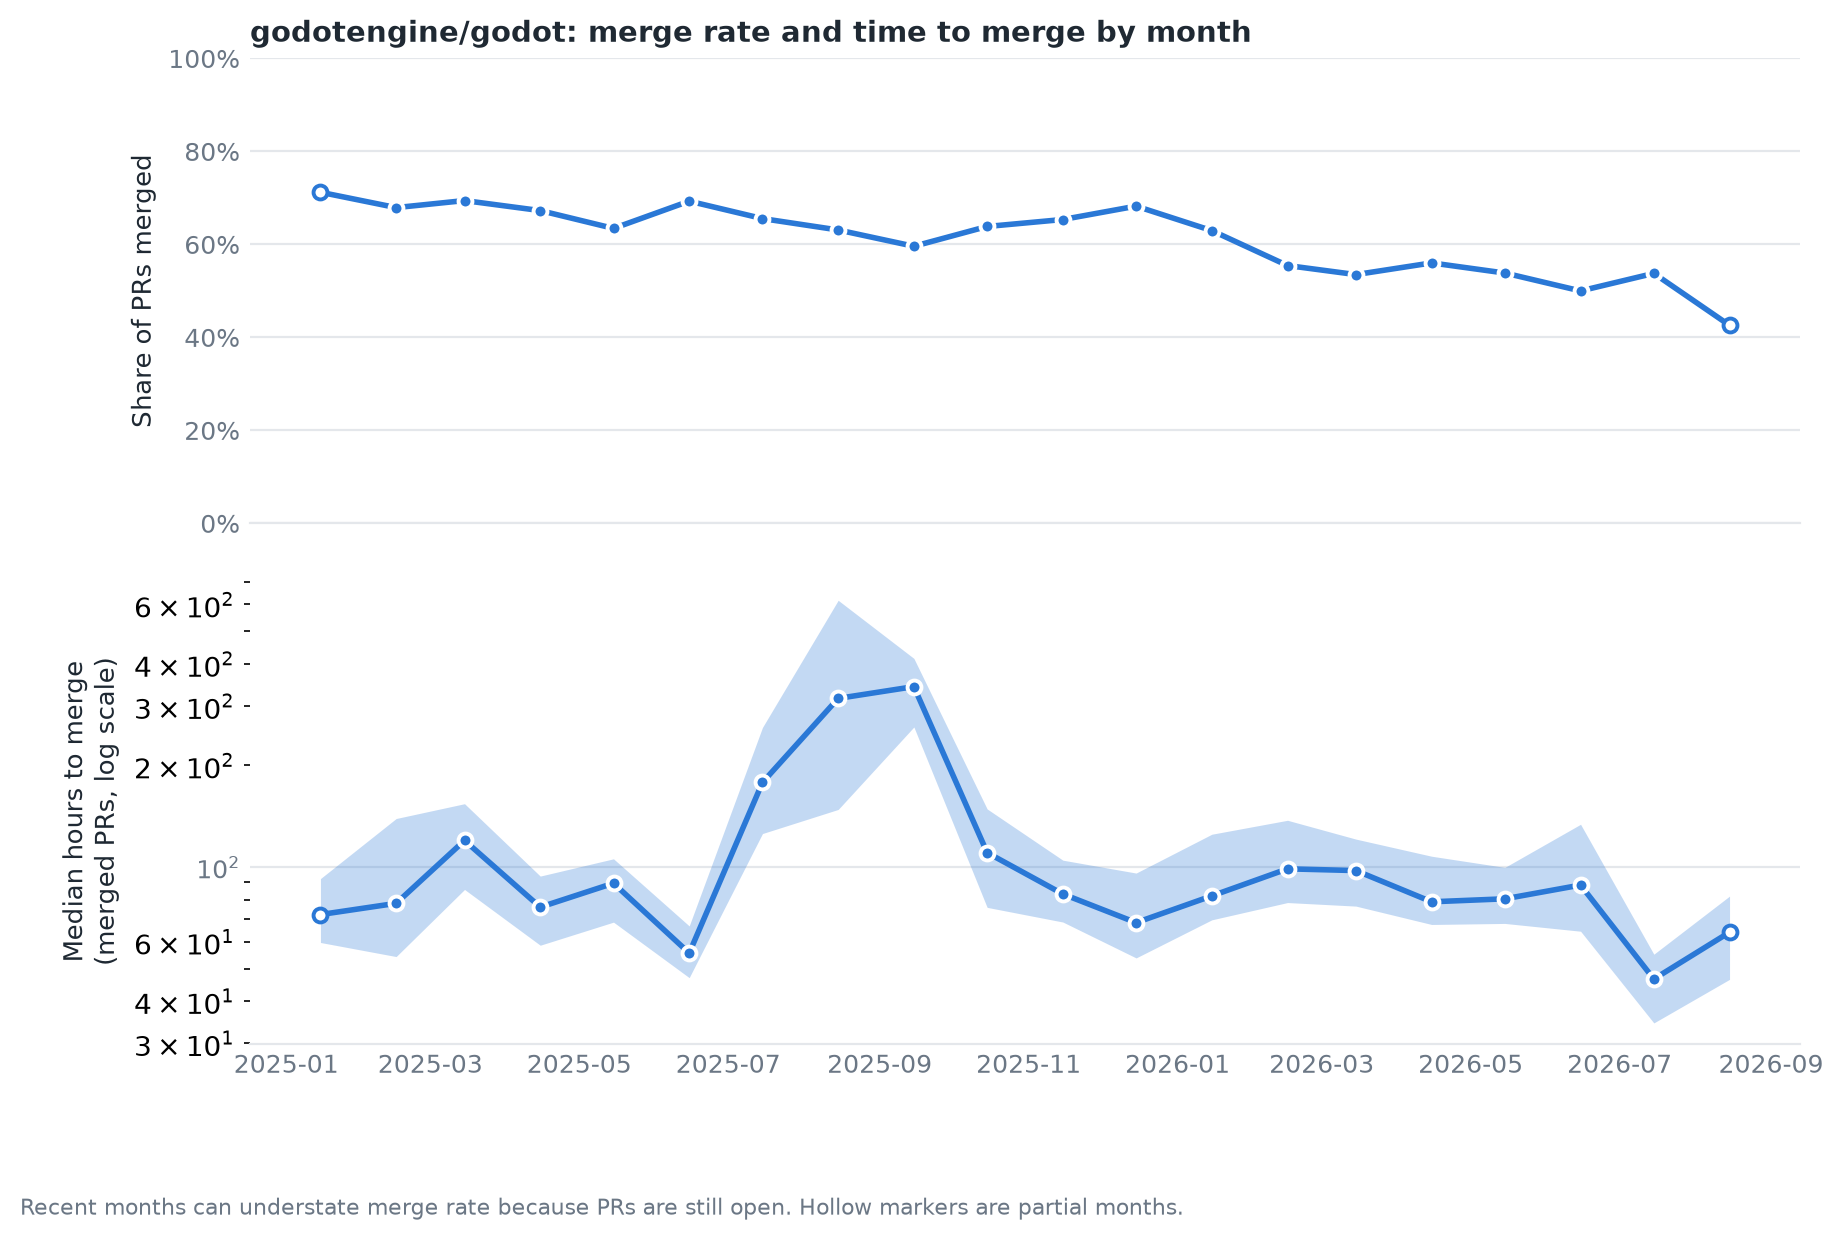 godotengine/godot: merge rate and time to merge by month
100%
80%
60%
40%
20%
0%
Share of PRs merged
6 × 10²
4 × 10²
3 × 10²
2 × 10²
10²
6 × 10¹
4 × 10¹
3 × 10¹
Median hours to merge
(merged PRs, log scale)
2025-01 2025-03 2025-05 2025-07 2025-09 2025-11 2026-01 2026-03 2026-05 2026-07 2026-09
Recent months can understate merge rate because PRs are still open. Hollow markers are partial months.